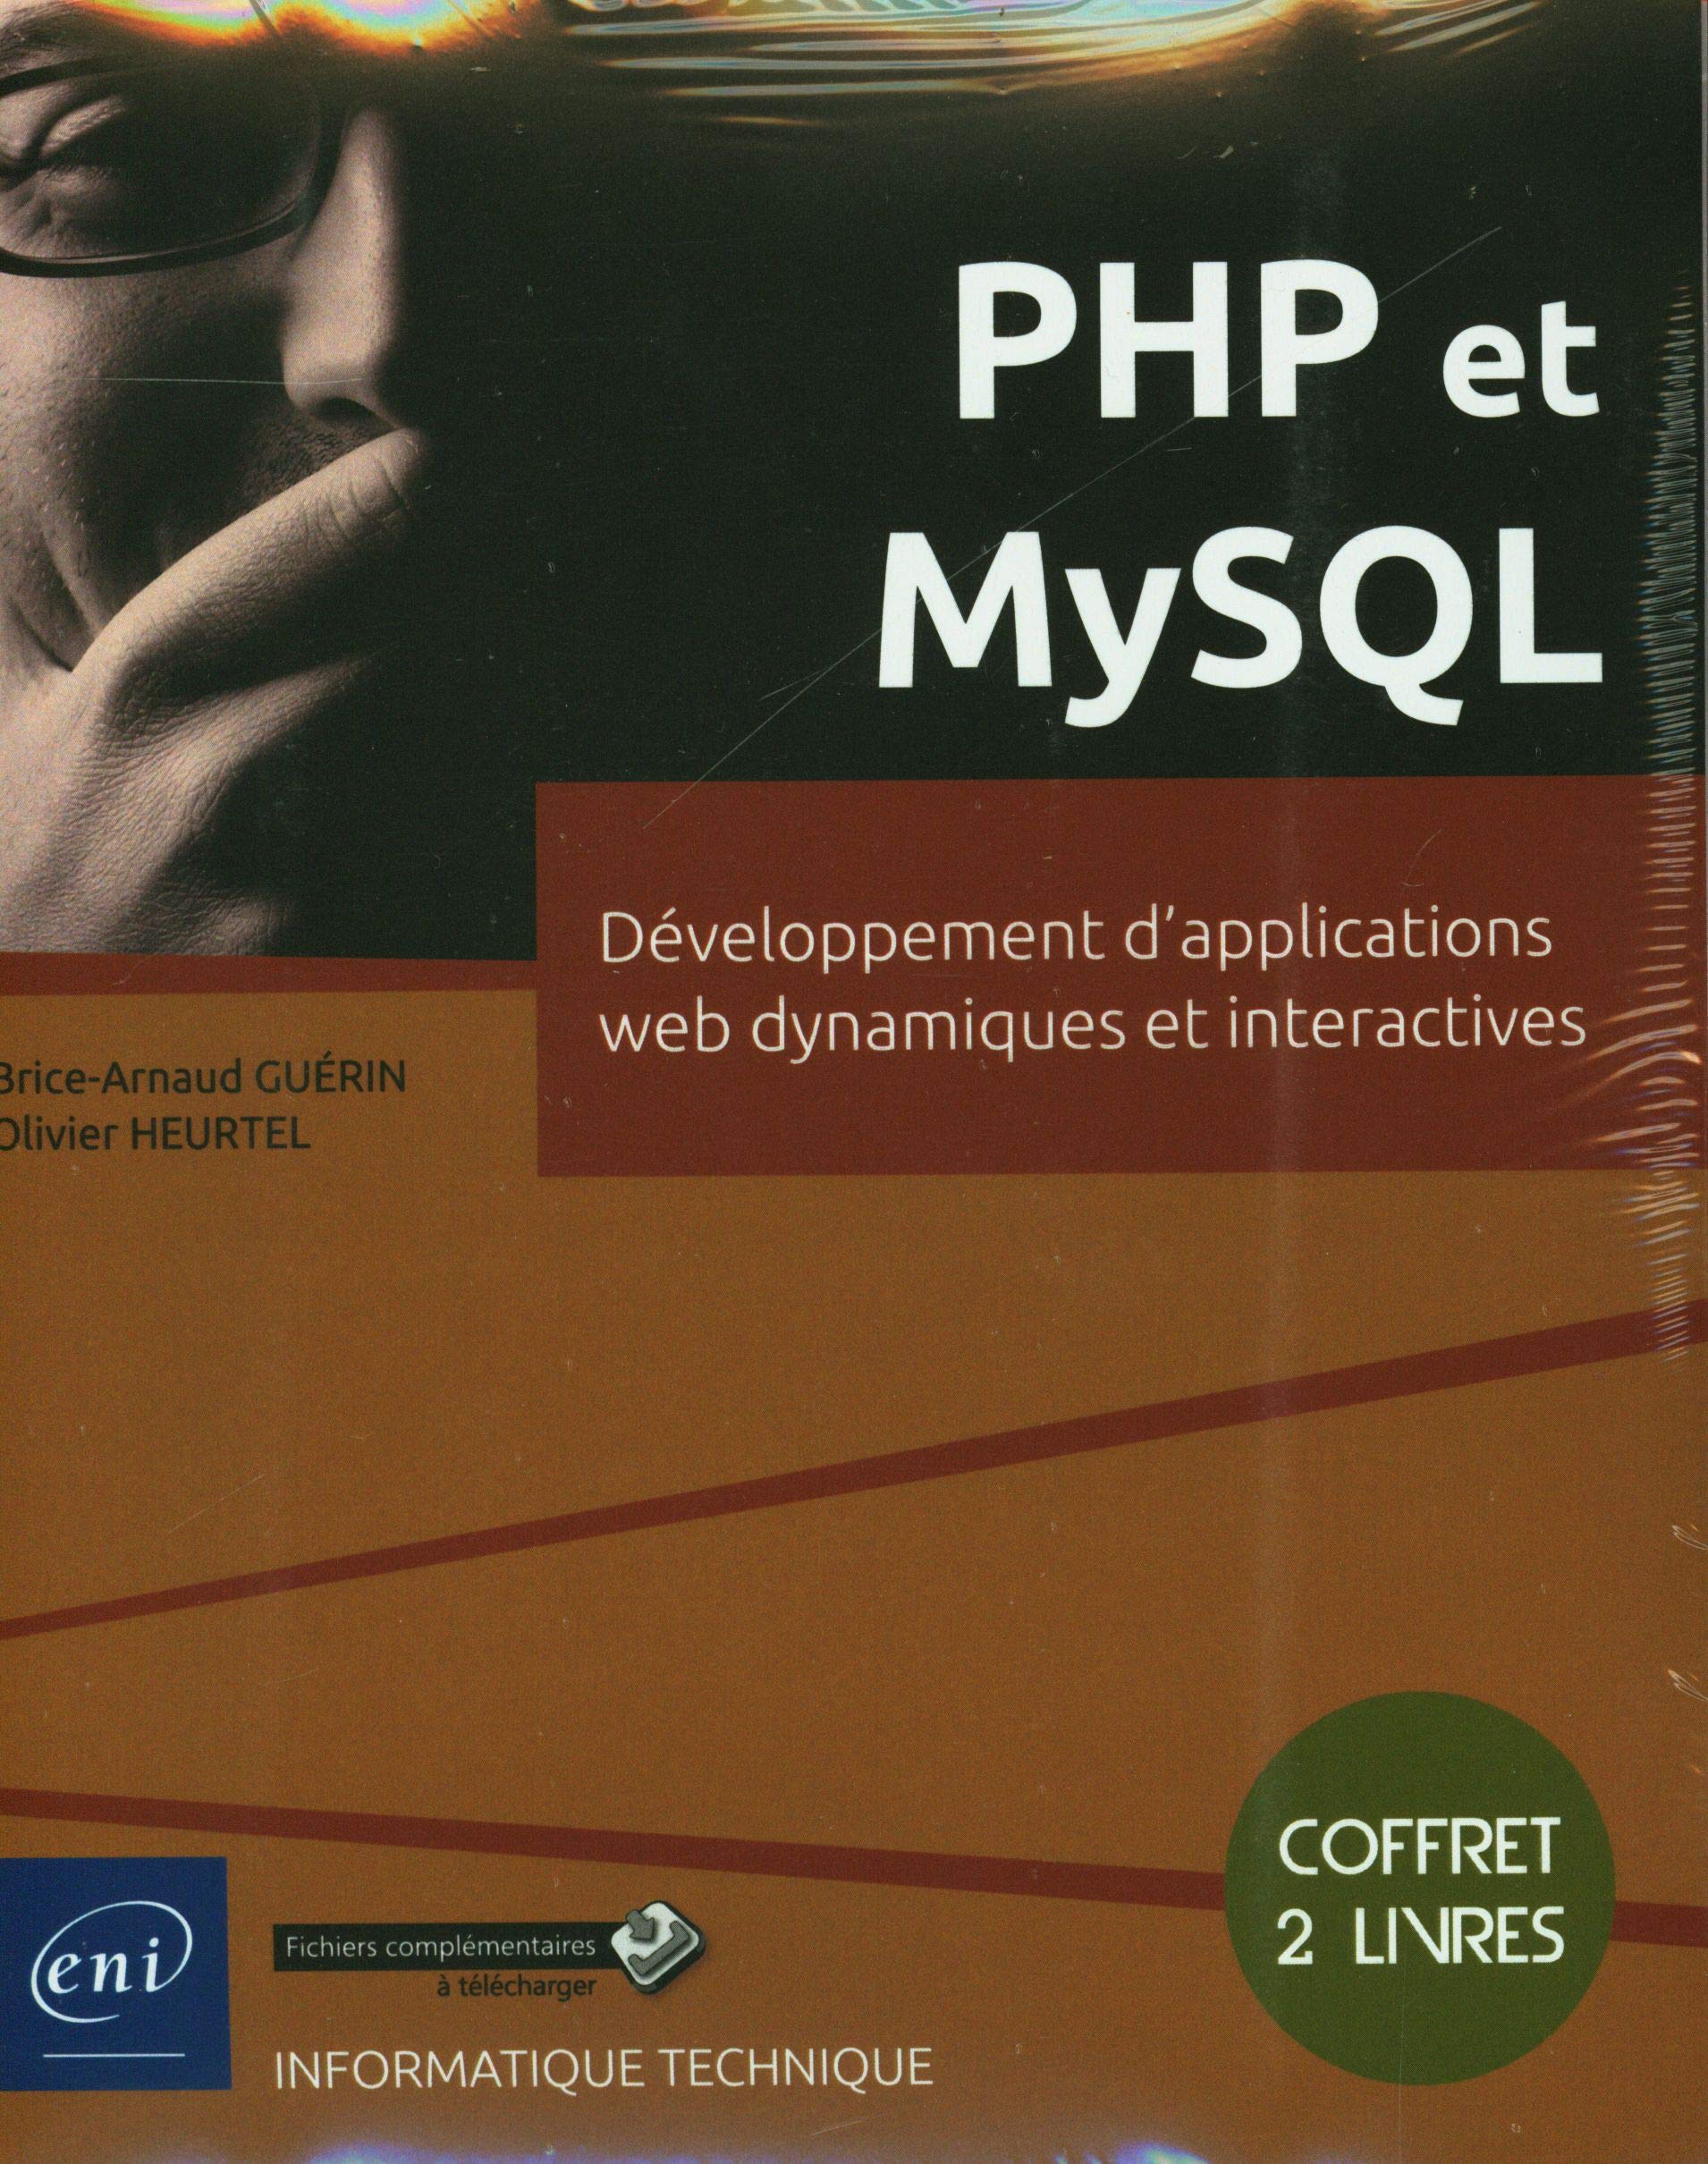 PHP et
MySQL
Développement d'applications
web dynamiques et interactives
Brice-Arnaud GUÉRIN
Olivier HEURTEL
COFFRET
2 LIVRES
eni
Fichiers complémentaires
à télécharger
INFORMATIQUE TECHNIQUE